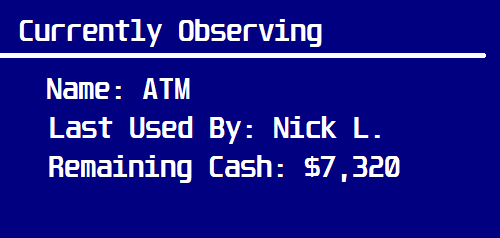 Currently Observing
Name: ATM
Last Used By: Nick L.
Remaining Cash: $7,320